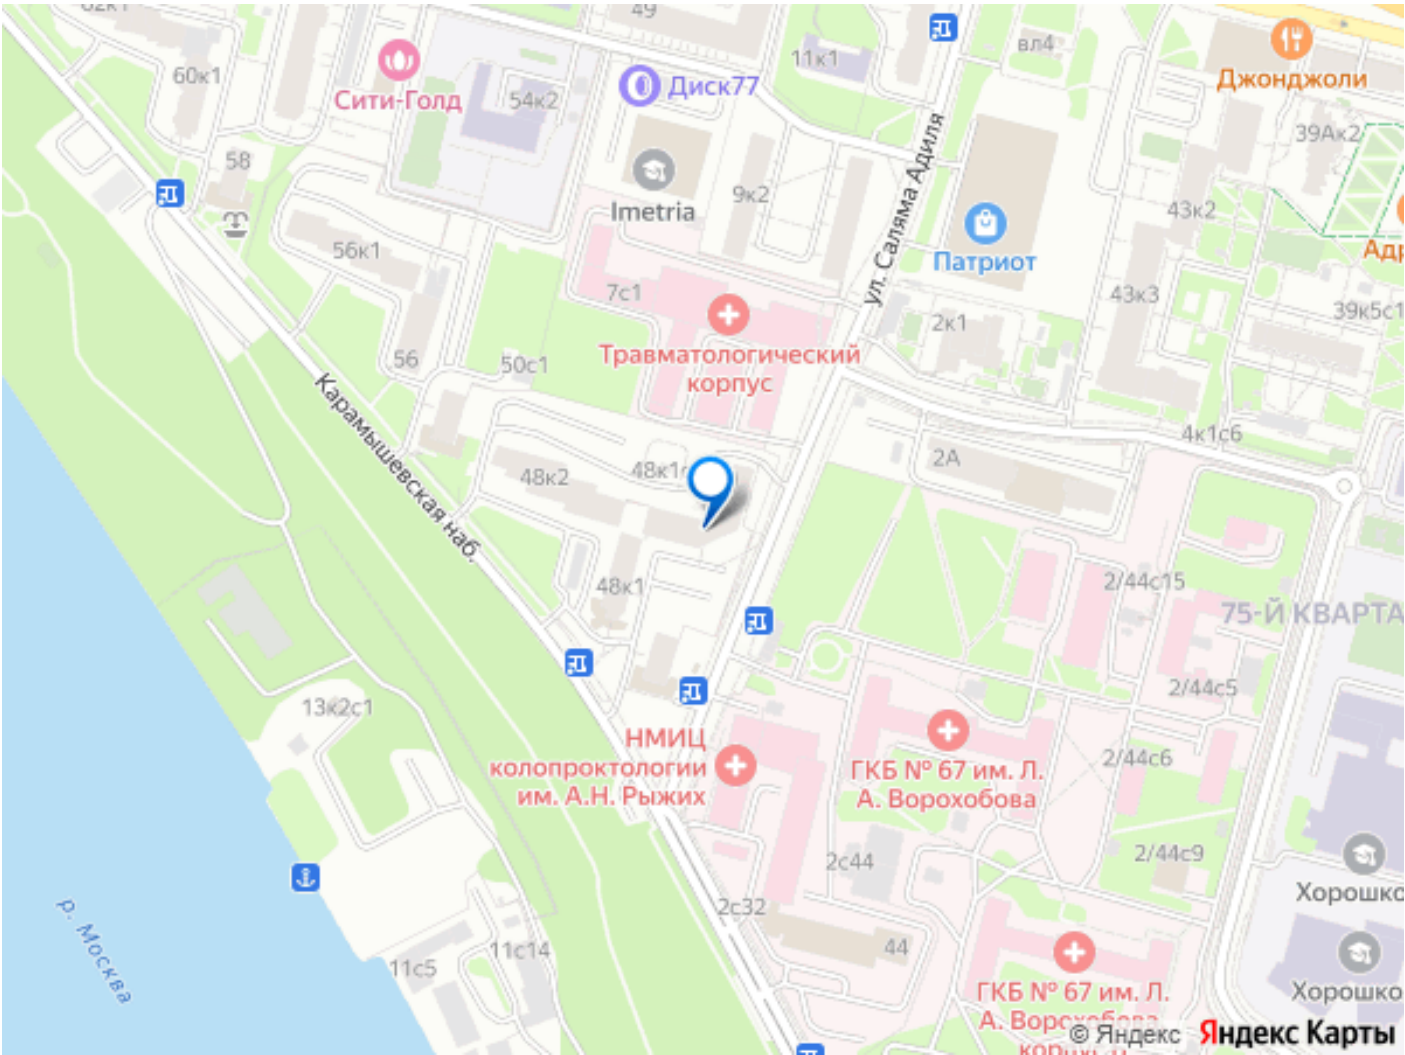 62к1
49
вл4
11к1
Джонджоли
60к1
Сити-Голд
54к2
Диск77
39Ак2
58
Imetria
9к2
ул. Саляма Адиля
43к2
Патриот
56к1
7с1
43к3
39к5с1
2к1
56
50с1
Травматологический
корпус
Карамышевская наб.
4к1с6
2А
48к2
48к1
2/44с15
75-Й КВАРТА
2/44с5
13к2с1
НМИЦ
колопроктологии
им. А.Н. Рыжих
ГКБ № 67 им. Л.
А. Ворохобова
2/44с6
2с44
2/44с9
Хорошко
2с32
44
р. Москва
11с5
11с14
ГКБ № 67 им. Л.
А. Ворохобова
Хорошко
© Яндекс
Яндекс Карты